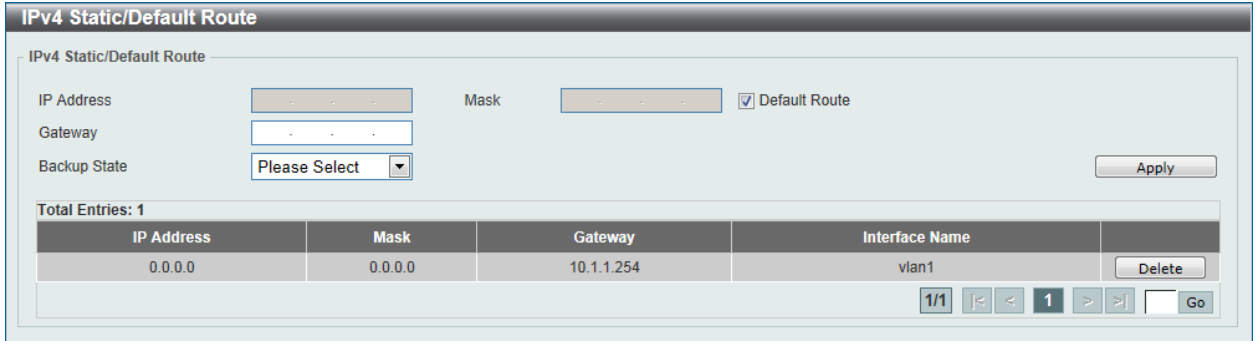 IPv4 Static/Default Route
IPv4 Static/Default Route
IP Address . . . Mask . . . Default Route
Gateway . . .
Backup State Please Select Apply
Total Entries: 1
IP Address Mask Gateway Interface Name
0.0.0.0 0.0.0.0 10.1.1.254 vlan1 Delete
1/1 |< < 1 > >| Go